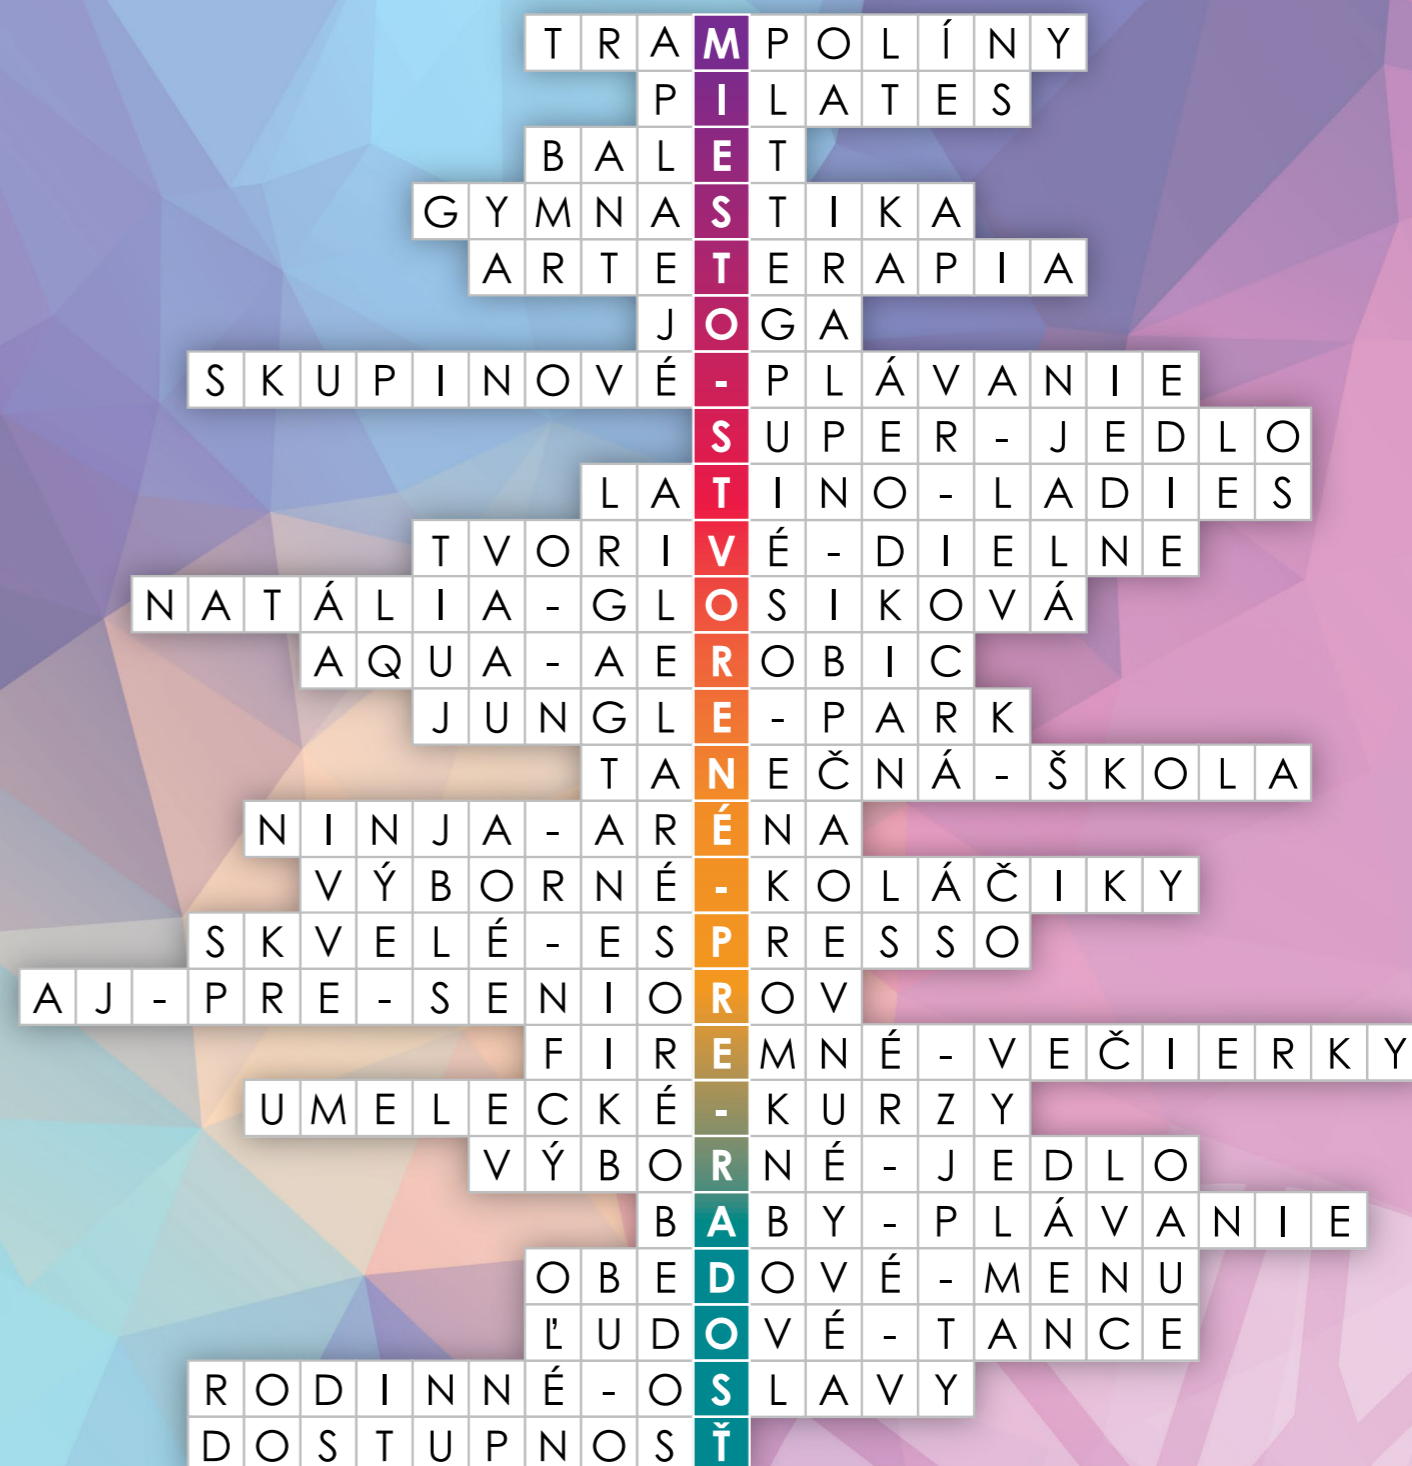 TRAMPOLÍNY
PILATES
BALET
GYMNASTIKA
ARTETERAPIA
JOGA
SKUPINOVÉ-PLÁVANIE
SUPER-JEDLO
LATINO-LADIES
TVORIVÉ-DIELNE
NATÁLIA-GLOSIKOVÁ
AQUA-AEROBIC
JUNGLE-PARK
TANEČNÁ-ŠKOLA
NINJA-ARÉNA
VÝBORNÉ-KOLÁČIKY
SKVELÉ-ESPRESSO
AJ-PRE-SENIOROV
FIREMNÉ-VEČIERKY
UMELECKÉ-KURZY
VÝBORNÉ-JEDLO
BABY-PLÁVANIE
OBEDOVÉ-MENU
ĽUDOVÉ-TANCE
RODINNÉ-OSLAVY
DOSTUPNOSŤ